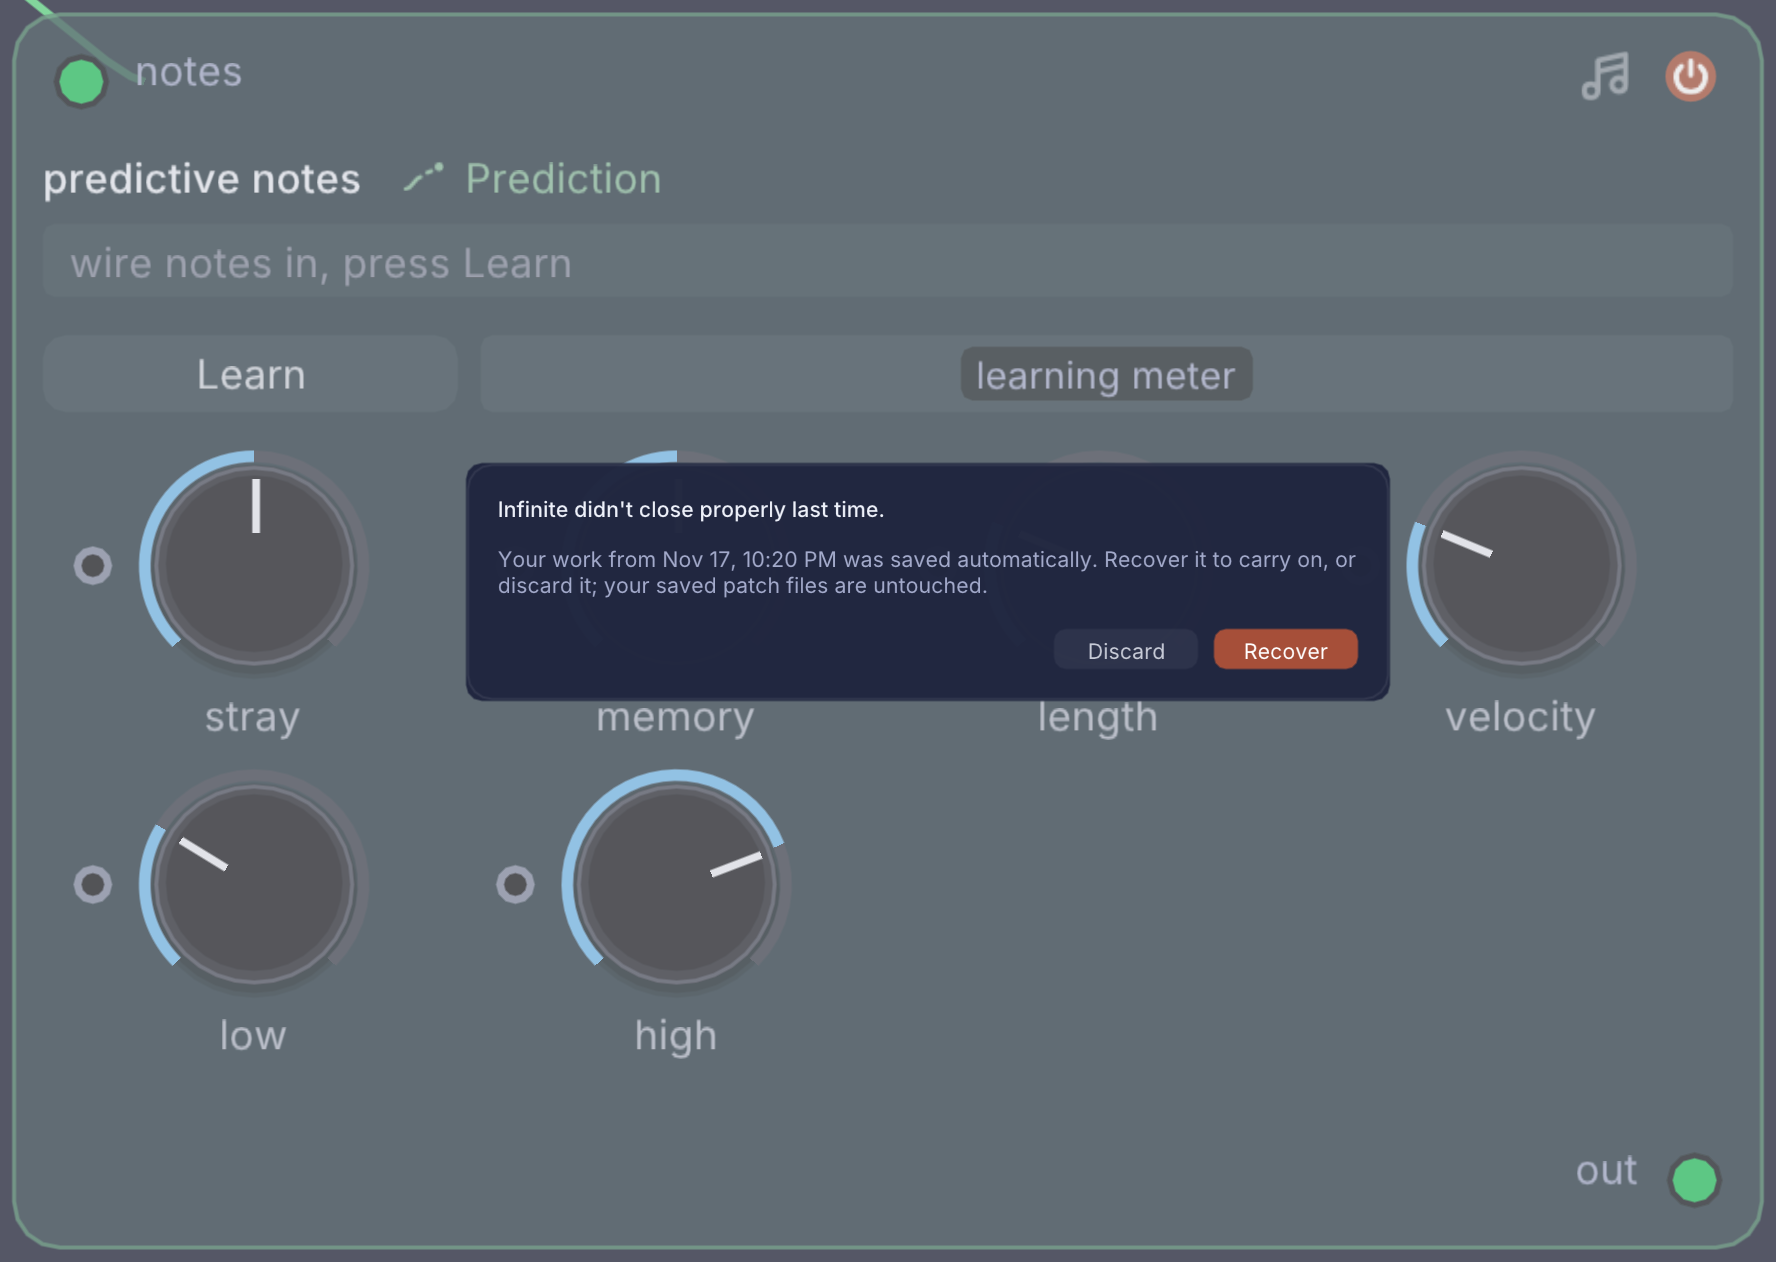 notes
predictive notes Prediction
wire notes in, press Learn
Learn learning meter
Infinite didn't close properly last time.
Your work from Nov 17, 10:20 PM was saved automatically. Recover it to carry on, or
discard it; your saved patch files are untouched.
Discard Recover
stray memory length velocity
low high
out